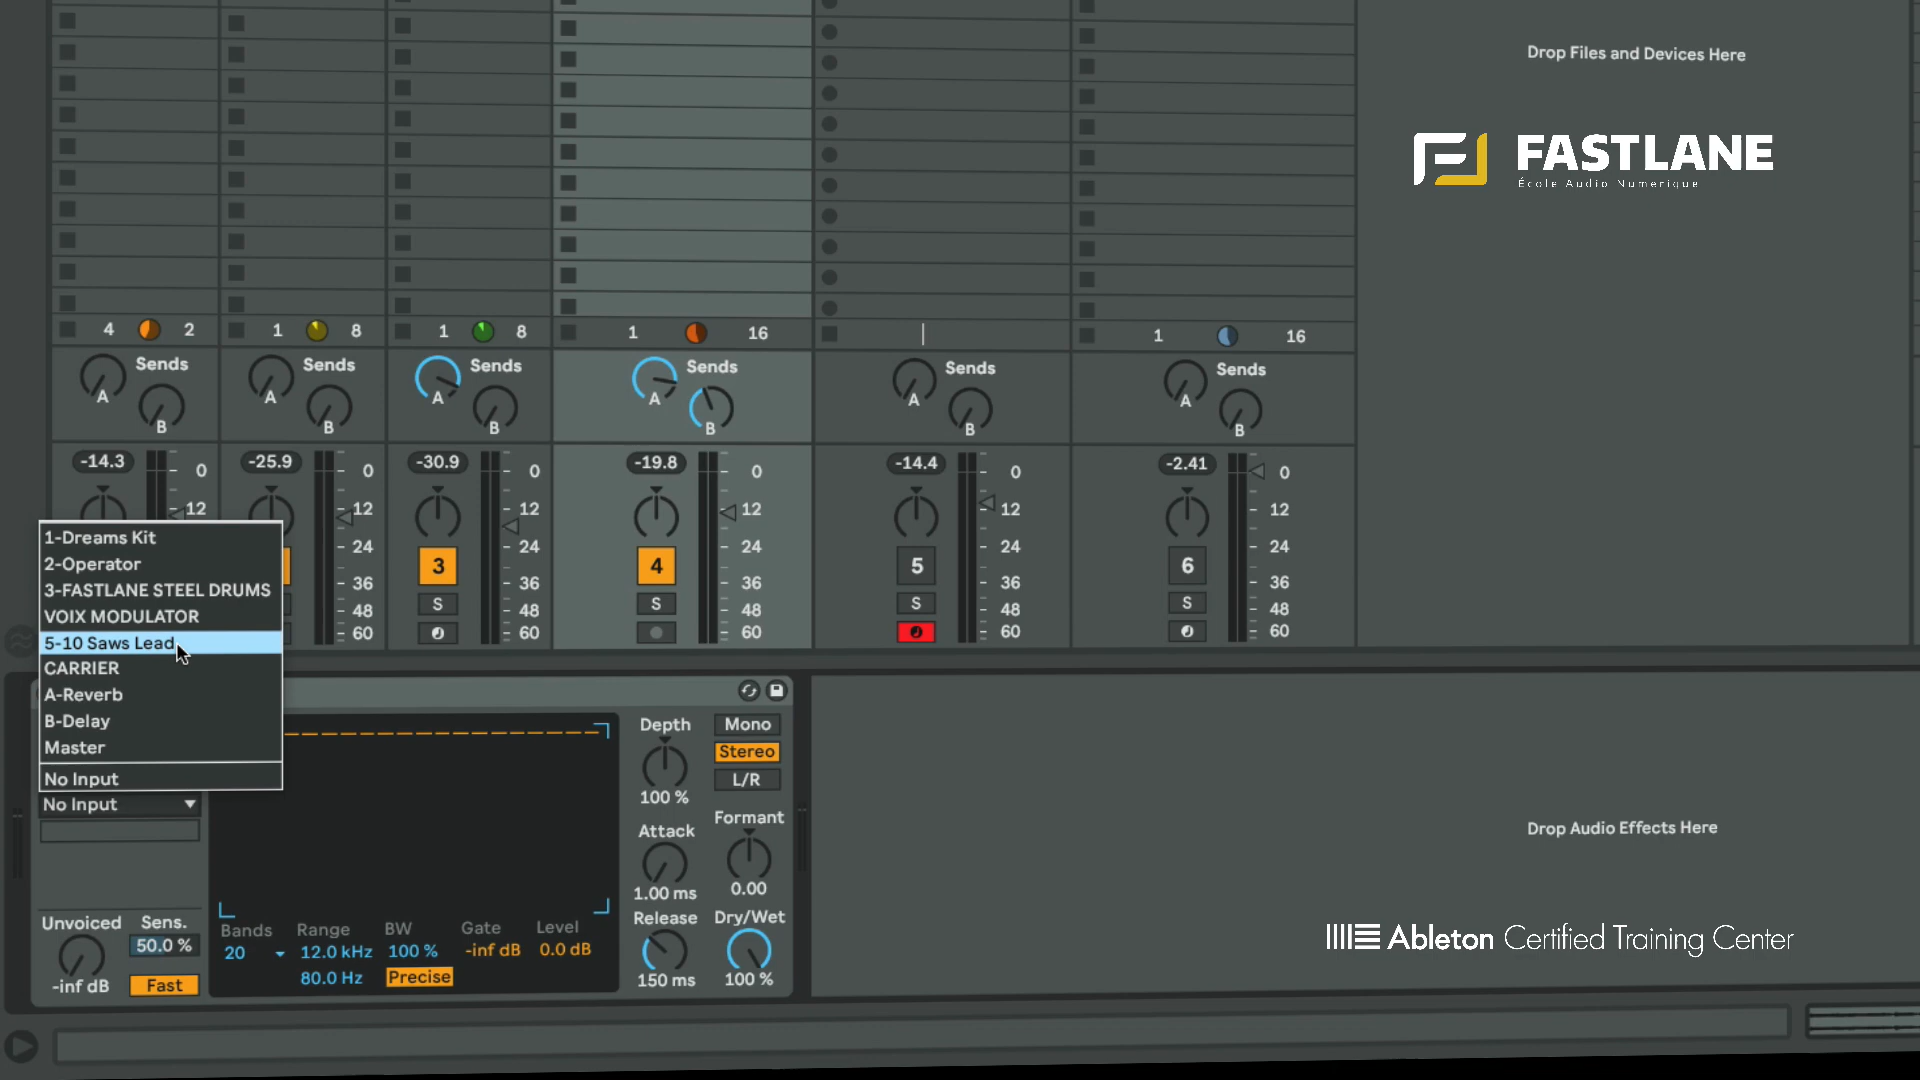 Drop Files and Devices Here
FASTLANE
École Audio Numerique
4 2 1 8 1 8 1 16 1 16
Sends Sends Sends Sends Sends Sends
A A A A A A
B B B B B B
-14.3 0 -25.9 0 -30.9 0 -19.8 0 -14.4 0 -2.41 0
12 12 12 12 12 12
24 24 24 24 24
3 4 5 6
36 36 36 36 36
S S S S
48 48 48 48 48
60 60 60 60 60
1-Dreams Kit
2-Operator
3-FASTLANE STEEL DRUMS
VOIX MODULATOR
5-10 Saws Lead
CARRIER
A-Reverb
B-Delay
Master
No Input
No Input
Unvoiced Sens.
50.0 %
-inf dB Fast
Bands Range BW Gate Level
20 12.0 kHz 100 % -inf dB 0.0 dB
80.0 Hz Precise
Depth Mono
Stereo
L/R
100 %
Attack Formant
1.00 ms 0.00
Release Dry/Wet
150 ms 100 %
Drop Audio Effects Here
Ableton Certified Training Center